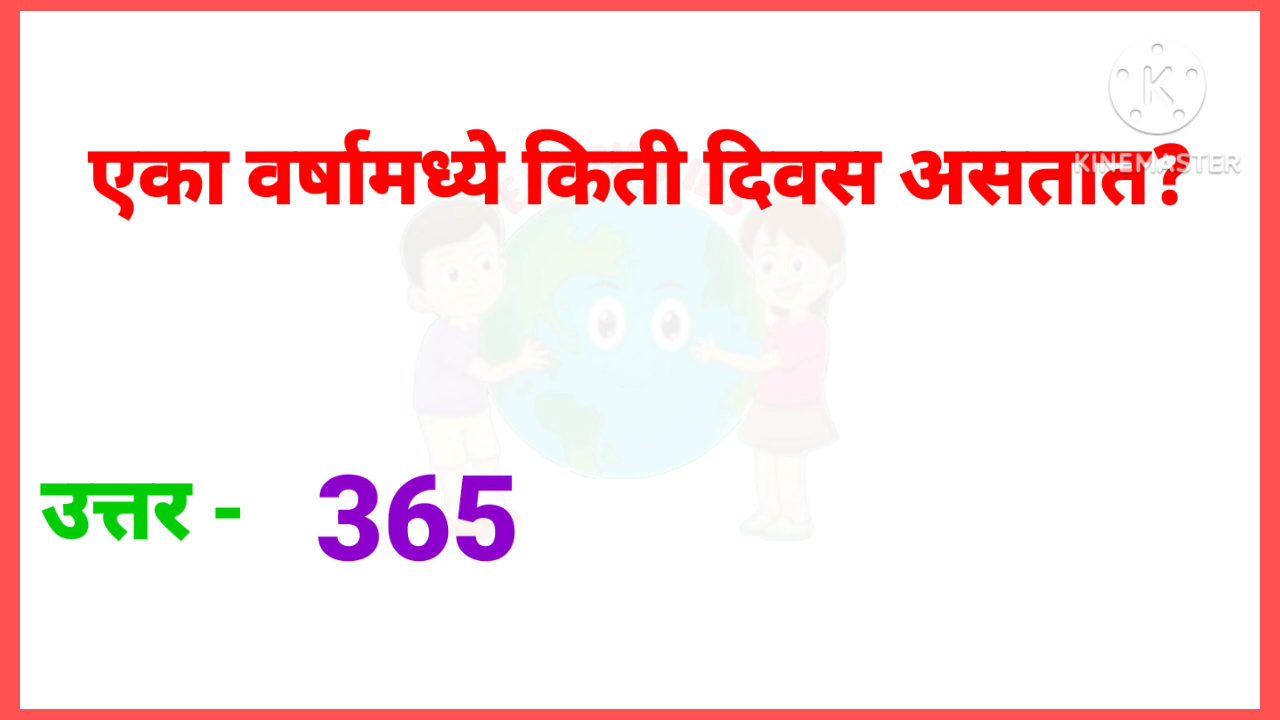 KINEMASTER
एका वर्षामध्ये किती दिवस असतात?
उत्तर - 365